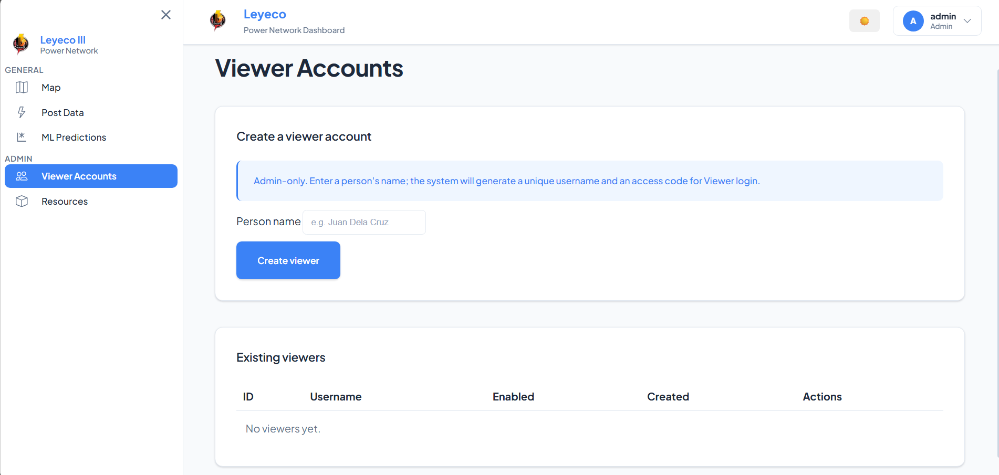 Leyeco III
Power Network
GENERAL
Map
Post Data
ML Predictions
ADMIN
Viewer Accounts
Resources
Leyeco
Power Network Dashboard
A
admin
Admin
Viewer Accounts
Create a viewer account
Admin-only. Enter a person's name; the system will generate a unique username and an access code for Viewer login.
Person name e.g. Juan Dela Cruz
Create viewer
Existing viewers
ID Username Enabled Created Actions
No viewers yet.